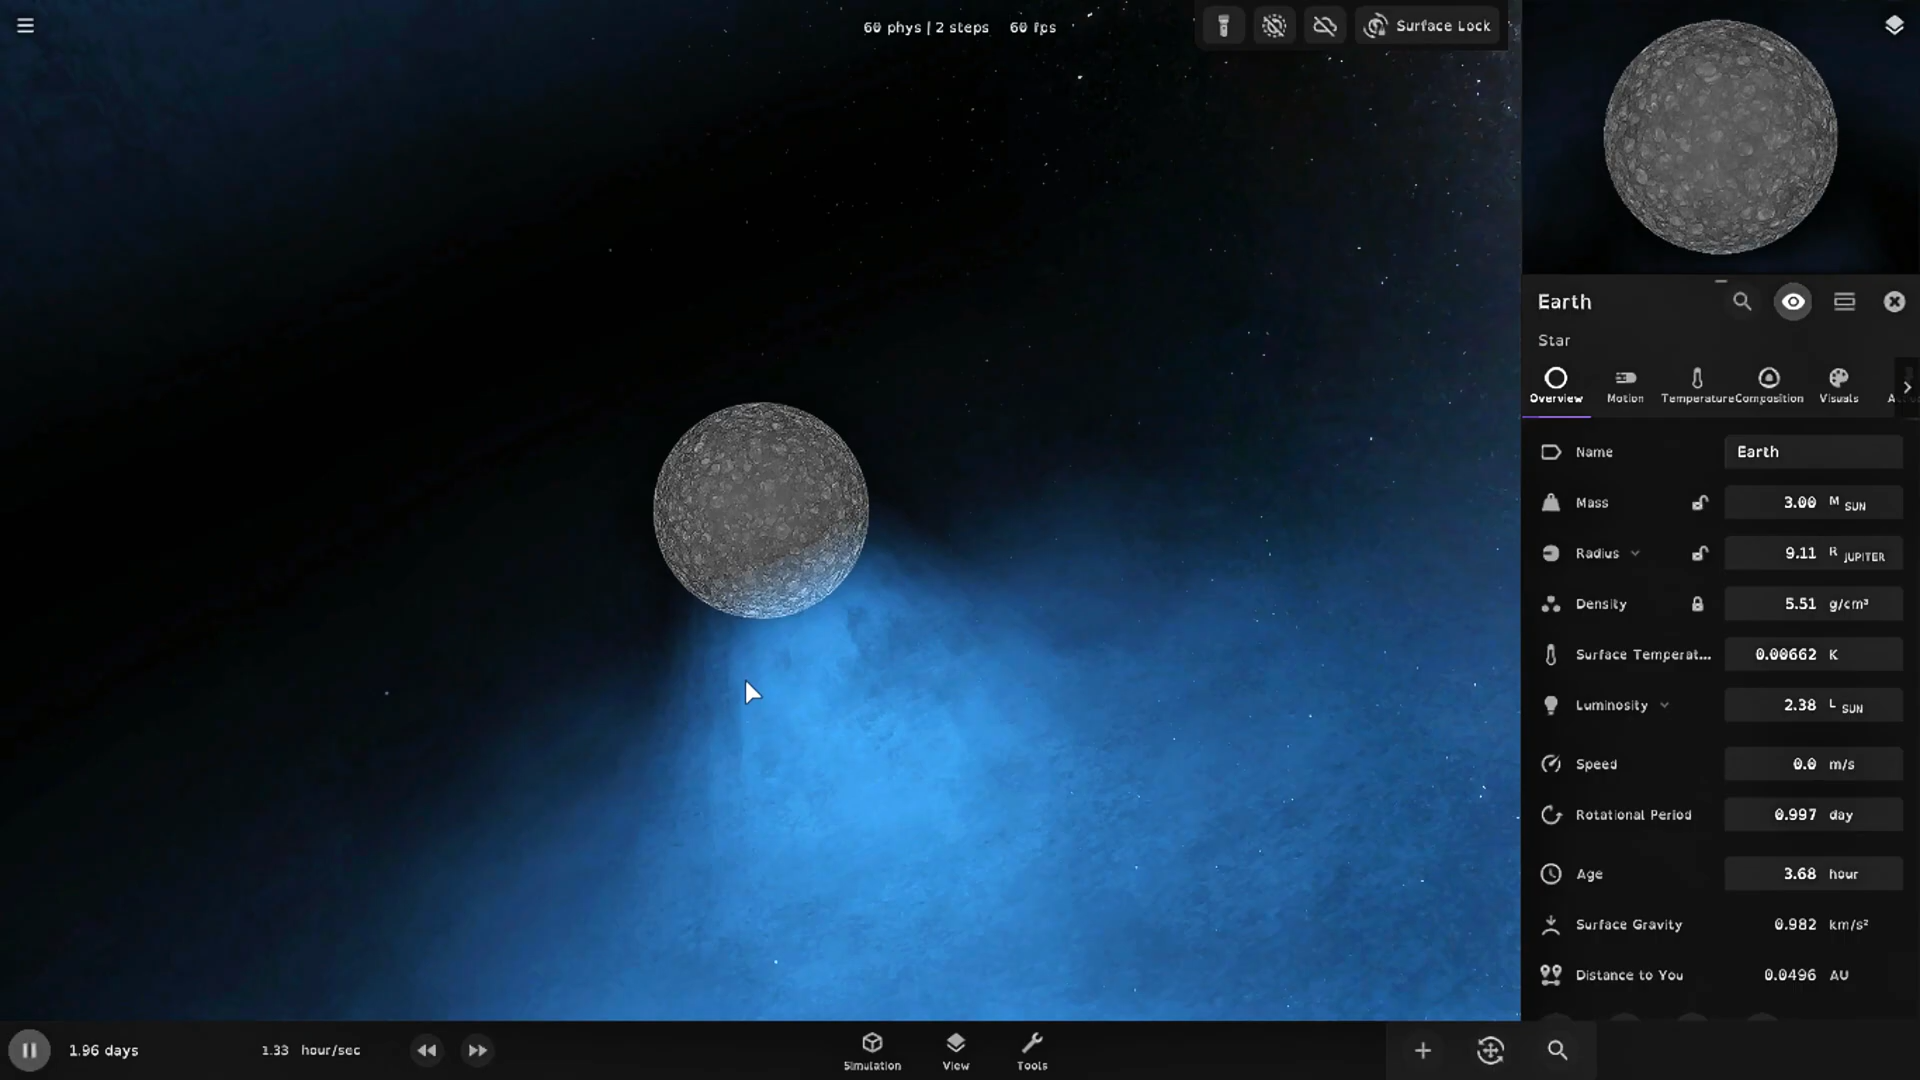 60 phys | 2 steps 60 fps
Surface Lock
Earth
Star
Overview Motion Temperature Composition Visuals
Name Earth
Mass 3.00 M SUN
Radius 9.11 R JUPITER
Density 5.51 g/cm³
Surface Temperat... 0.00662 K
Luminosity 2.38 L SUN
Speed 0.0 m/s
Rotational Period 0.997 day
Age 3.68 hour
Surface Gravity 0.982 km/s²
Distance to You 0.0496 AU
1.96 days 1.33 hour/sec
Simulation View Tools